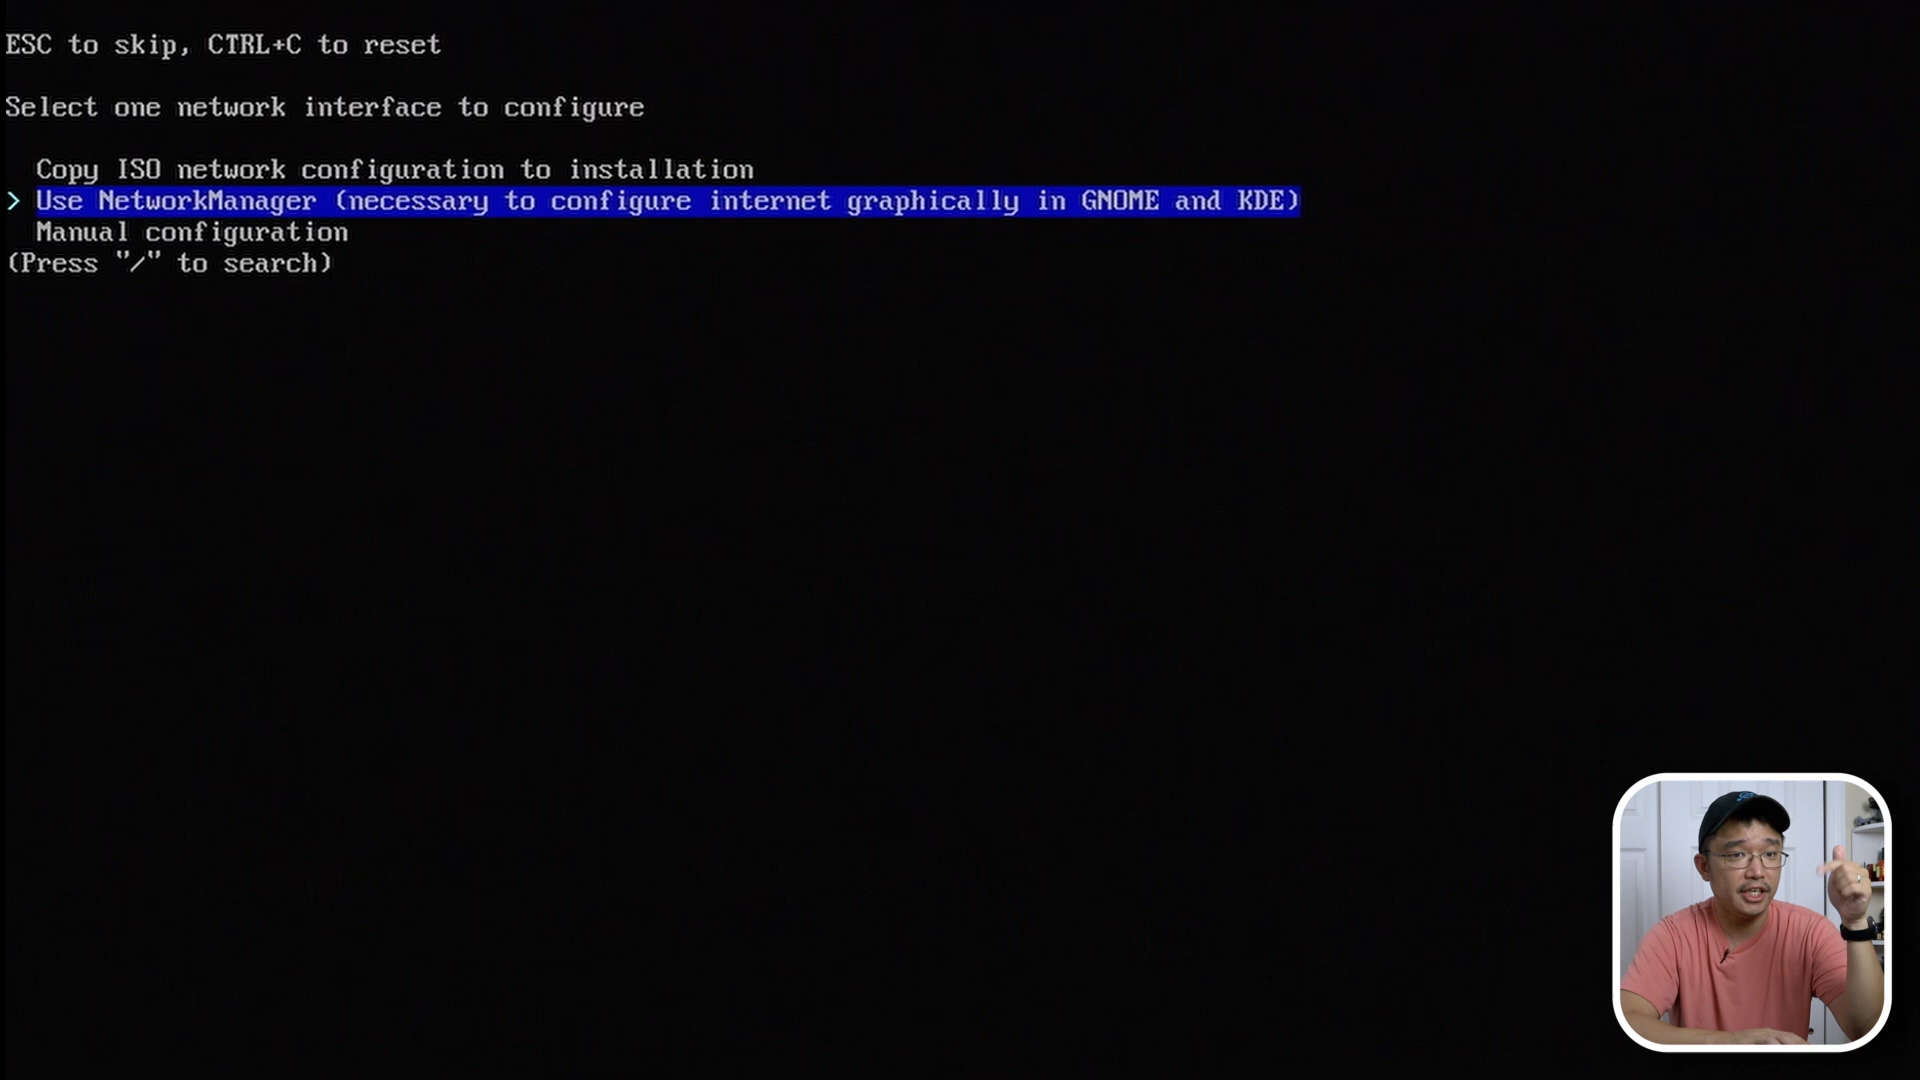 ESC to skip, CTRL+C to reset
Select one network interface to configure
Copy ISO network configuration to installation
> Use NetworkManager (necessary to configure internet graphically in GNOME and KDE)
Manual configuration
(Press "/" to search)